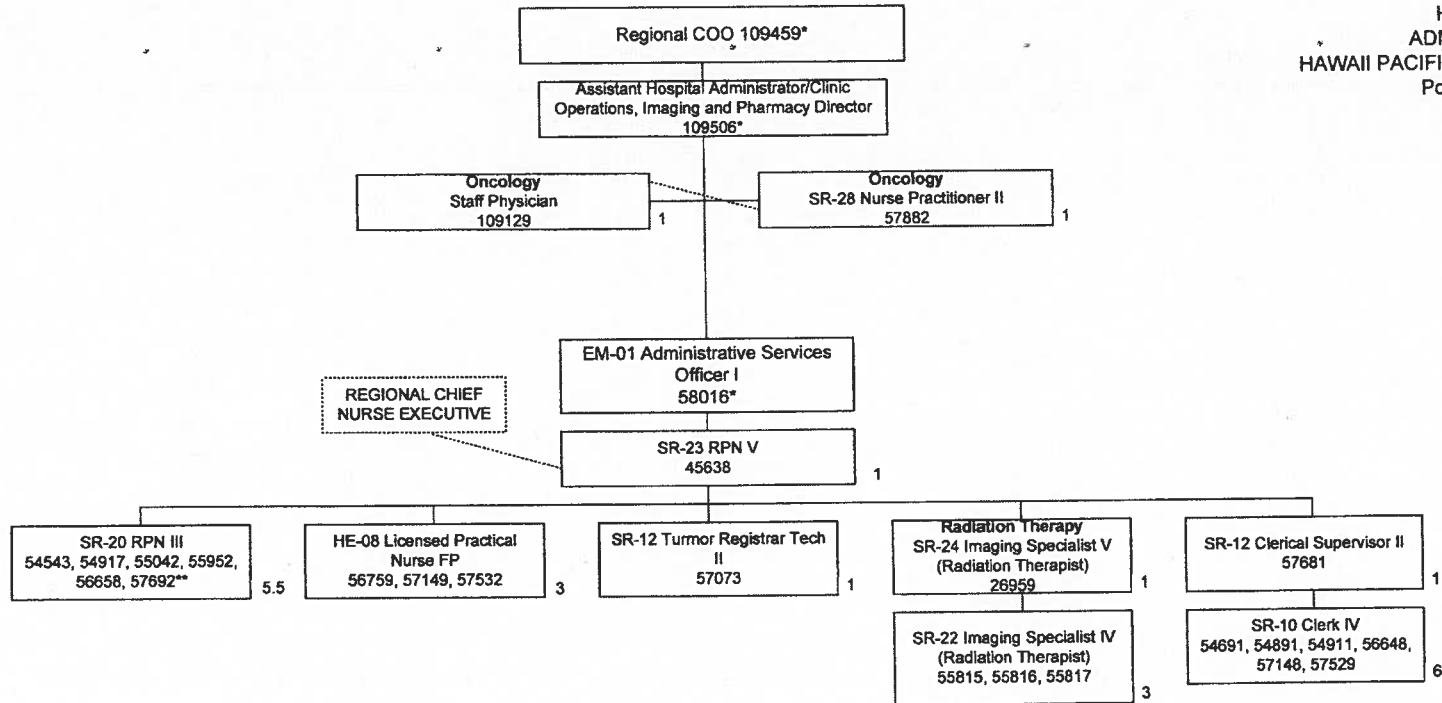 H
ADI
HAWAII PACIFI
Po
Regional COO 109459*
Assistant Hospital Administrator/Clinic
Operations, Imaging and Pharmacy Director
109506*
Oncology
Staff Physician
109129
1
Oncology
SR-28 Nurse Practitioner II
57882
1
EM-01 Administrative Services
Officer I
58016*
REGIONAL CHIEF
NURSE EXECUTIVE
SR-23 RPN V
45638
1
SR-20 RPN III
54543, 54917, 55042, 55952,
56658, 57692**
5.5
HE-08 Licensed Practical
Nurse FP
56759, 57149, 57532
3
SR-12 Turmor Registrar Tech
II
57073
1
Radiation Therapy
SR-24 Imaging Specialist V
(Radiation Therapist)
26959
1
SR-12 Clerical Supervisor II
57681
1
SR-22 Imaging Specialist IV
(Radiation Therapist)
55815, 55816, 55817
3
SR-10 Clerk IV
54691, 54891, 54911, 56648,
57148, 57529
6